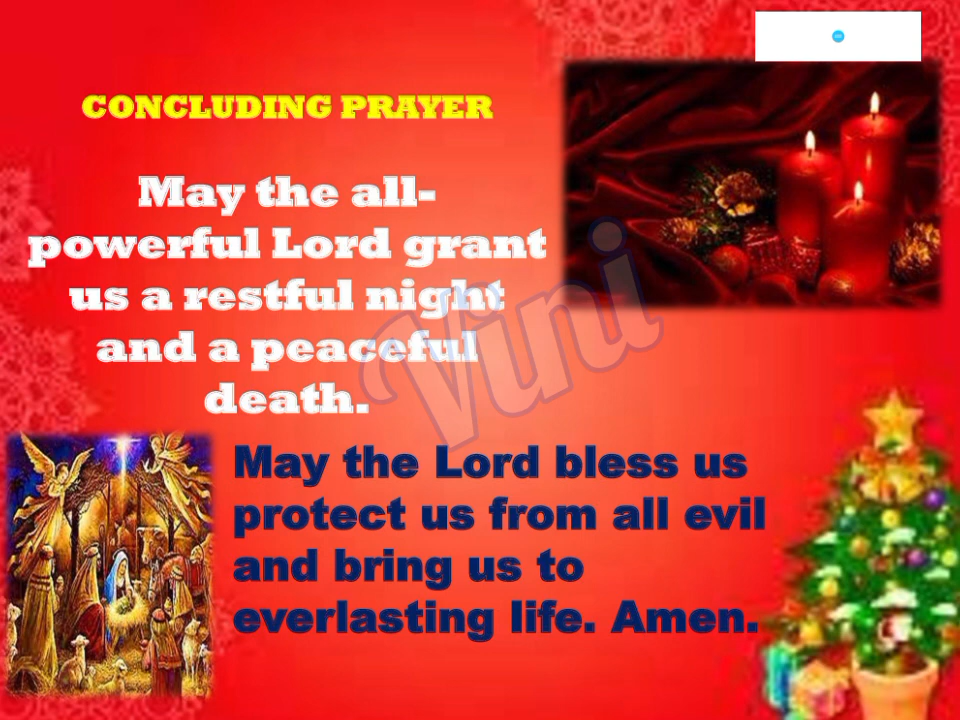 CONCLUDING PRAYER
May the all-
powerful Lord grant
us a restful night
and a peaceful
death.
Vini
May the Lord bless us
protect us from all evil
and bring us to
everlasting life. Amen.